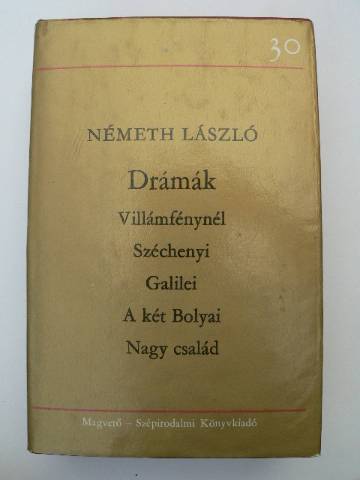 30
NÉMETH LÁSZLÓ
Drámák
Villámfénynél
Széchenyi
Galilei
A két Bolyai
Nagy család
Magvető – Szépirodalmi Könyvkiadó